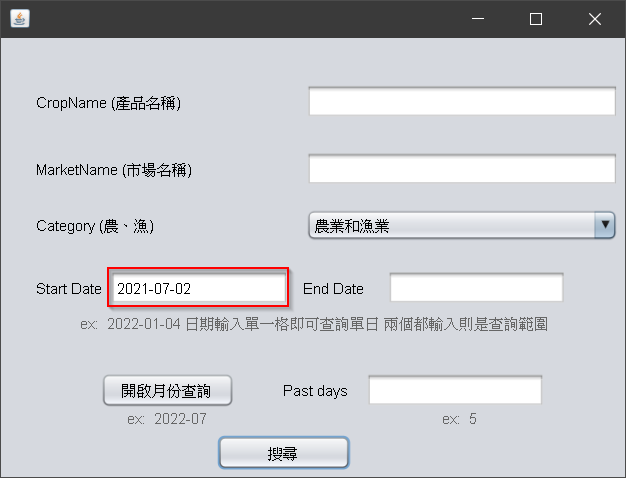 CropName (產品名稱)
MarketName (市場名稱)
Category (農、漁) 農業和漁業
Start Date 2021-07-02 End Date
ex: 2022-01-04 日期輸入單一格即可查詢單日 兩個都輸入則是查詢範圍
開啟月份查詢 Past days
ex: 2022-07 ex: 5
搜尋